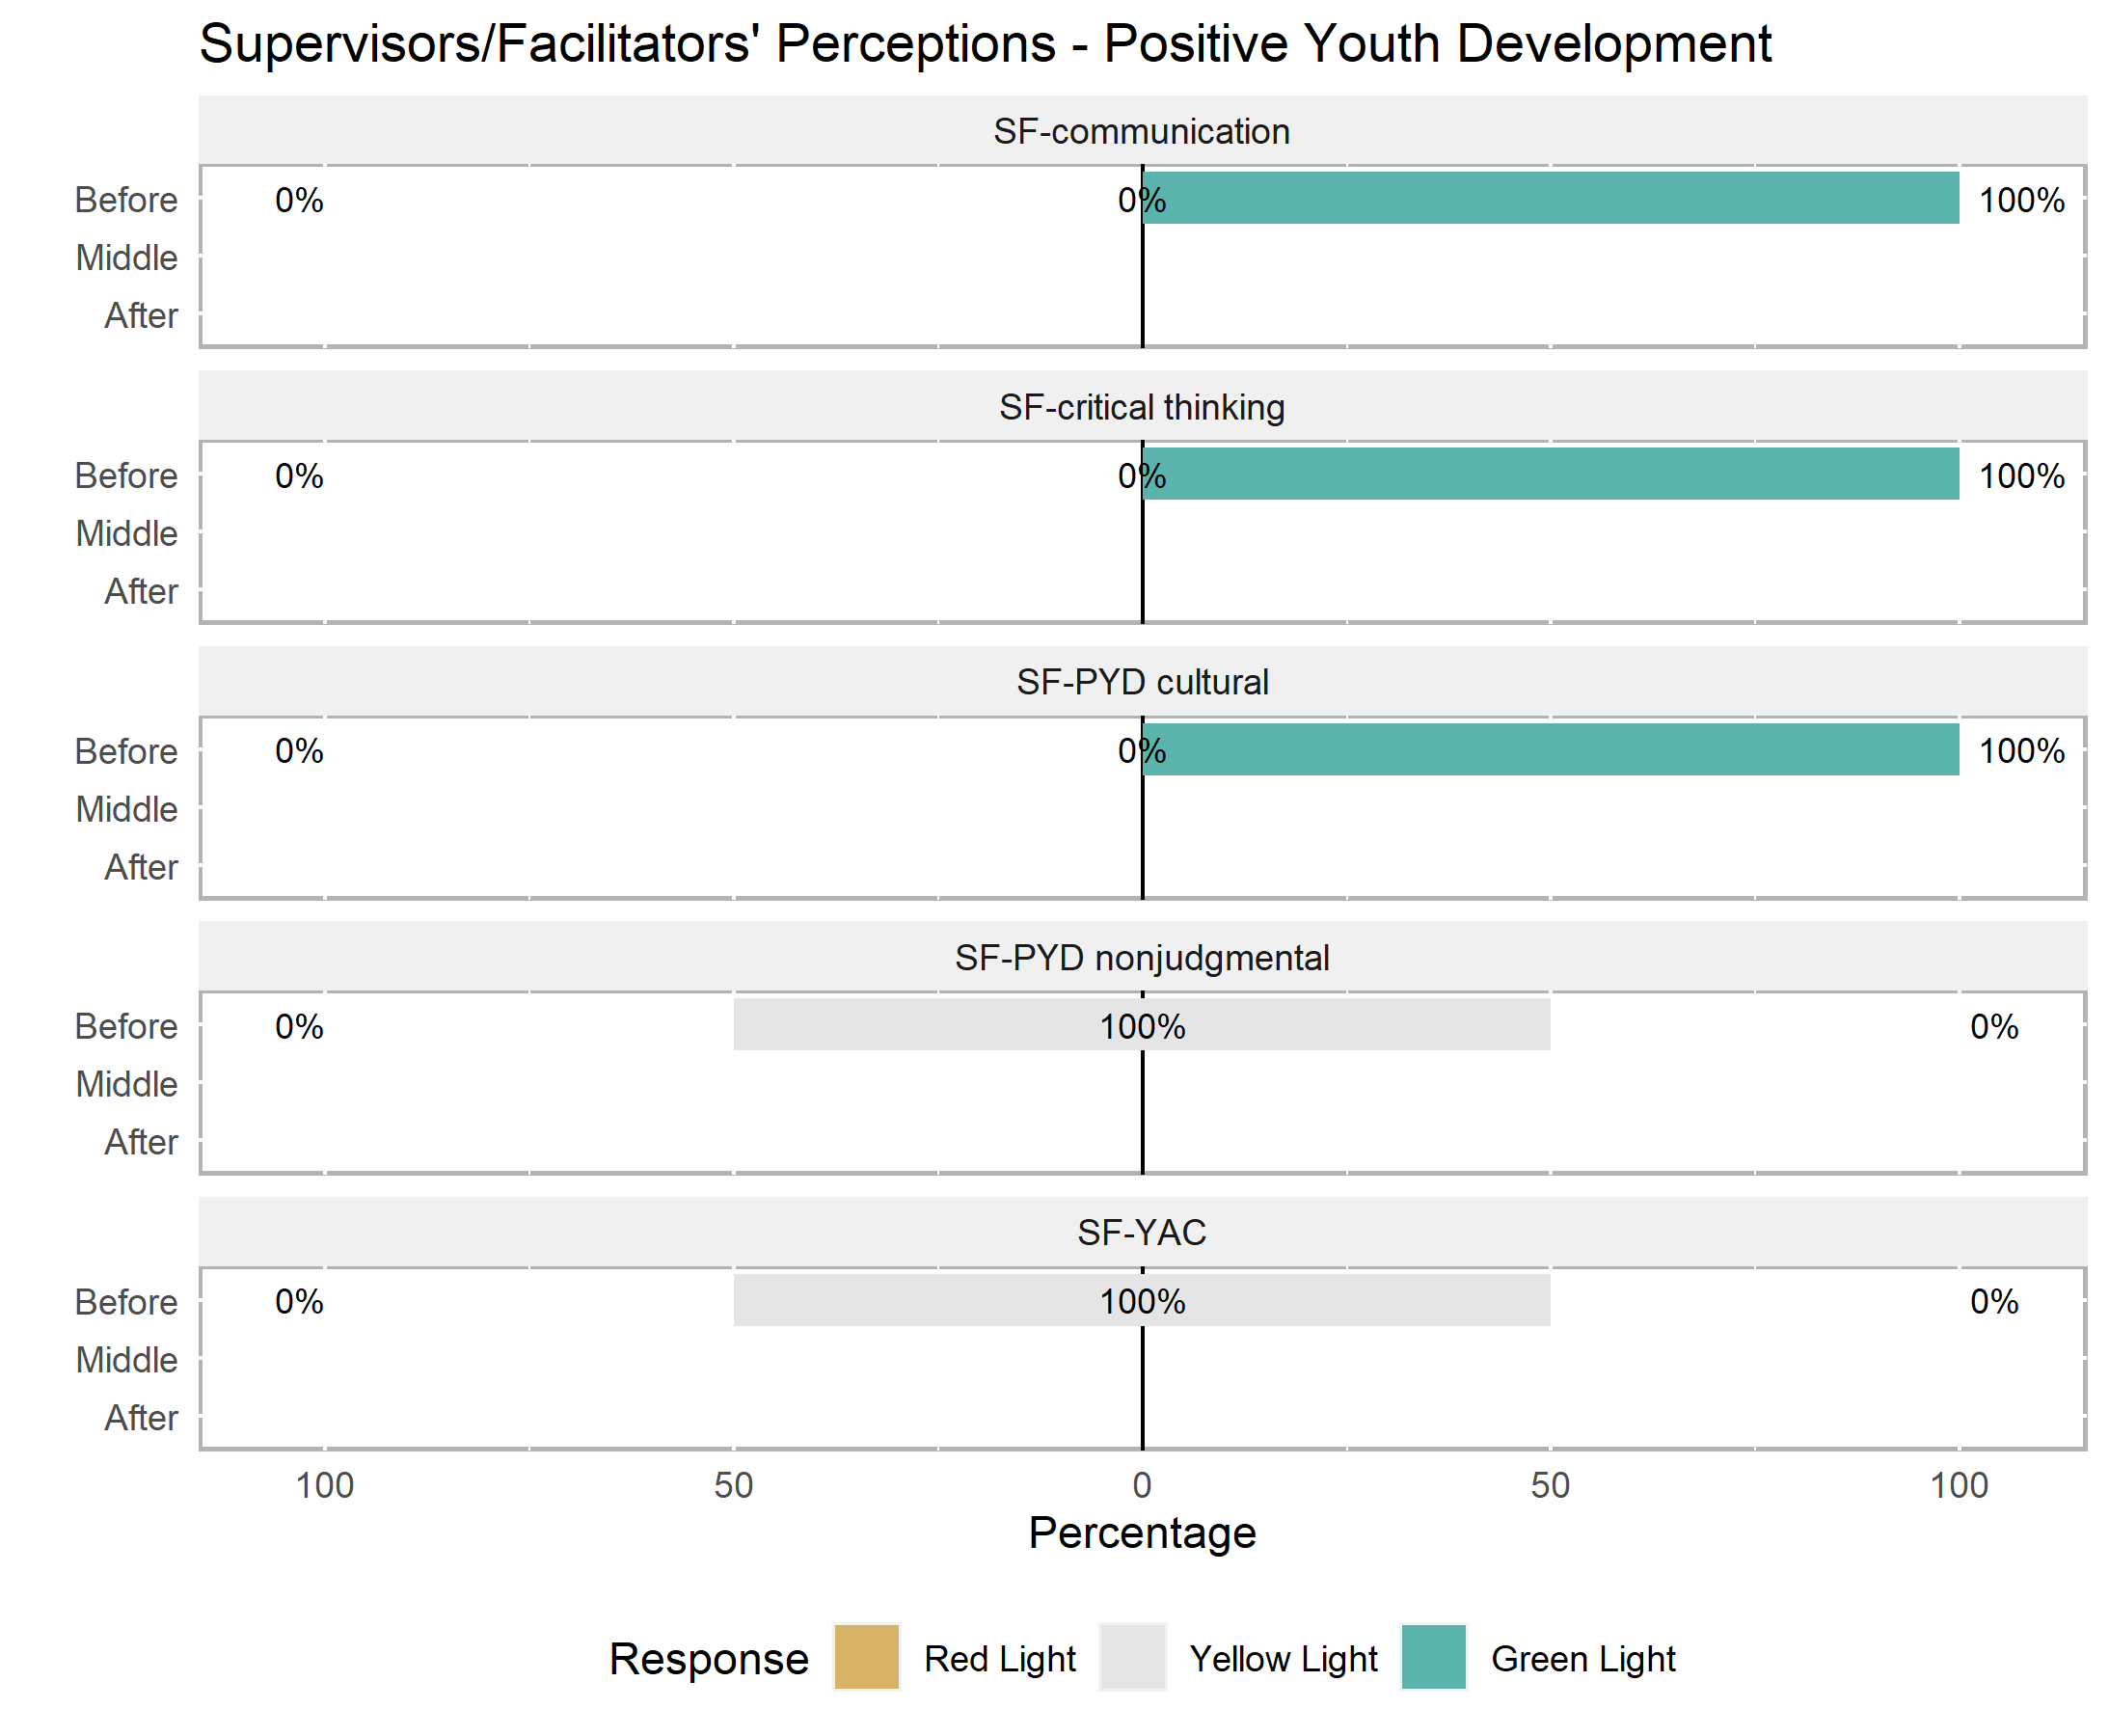 Supervisors/Facilitators' Perceptions - Positive Youth Development
SF-communication
Before 0% 0% 100%
Middle
After
SF-critical thinking
Before 0% 0% 100%
Middle
After
SF-PYD cultural
Before 0% 0% 100%
Middle
After
SF-PYD nonjudgmental
Before 0% 100% 0%
Middle
After
SF-YAC
Before 0% 100% 0%
Middle
After
100 50 0 50 100
Percentage
Response Red Light Yellow Light Green Light